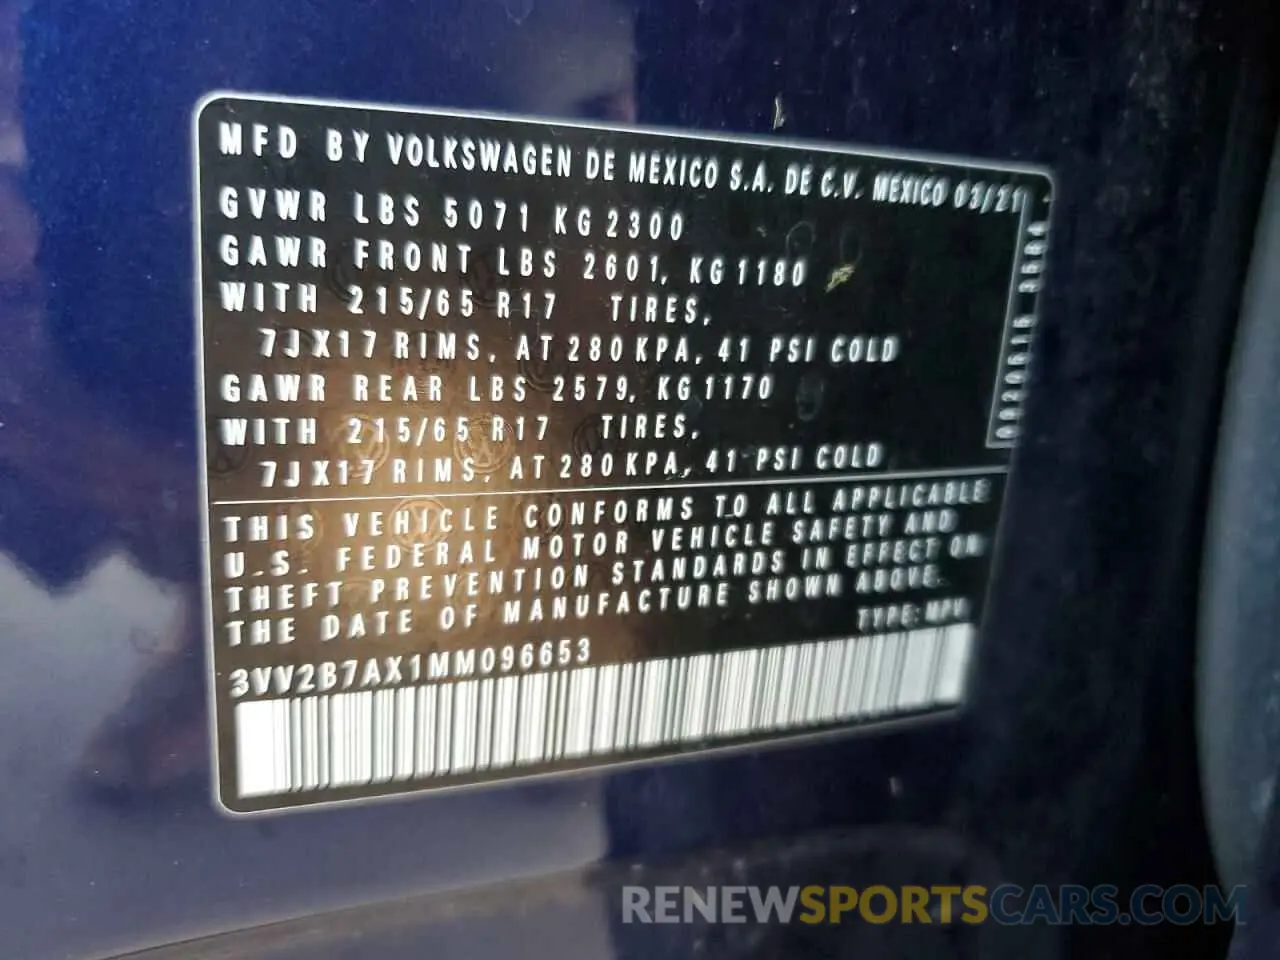 MFD BY VOLKSWAGEN DE MEXICO S.A. DE C.V. MEXICO 03/21
GVWR LBS 5071 KG 2300
GAWR FRONT LBS 2601, KG 1180
WITH 215/65 R17 TIRES,
7JX17 RIMS, AT 280 KPA, 41 PSI COLD
GAWR REAR LBS 2579, KG 1170
WITH 215/65 R17 TIRES,
7JX17 RIMS, AT 280 KPA, 41 PSI COLD
THIS VEHICLE CONFORMS TO ALL APPLICABLE
U.S. FEDERAL MOTOR VEHICLE SAFETY AND
THEFT PREVENTION STANDARDS IN EFFECT ON
THE DATE OF MANUFACTURE SHOWN ABOVE.
TYPE: MPV
3VV2B7AX1MM096653
RENEWSPORTSCARS.COM